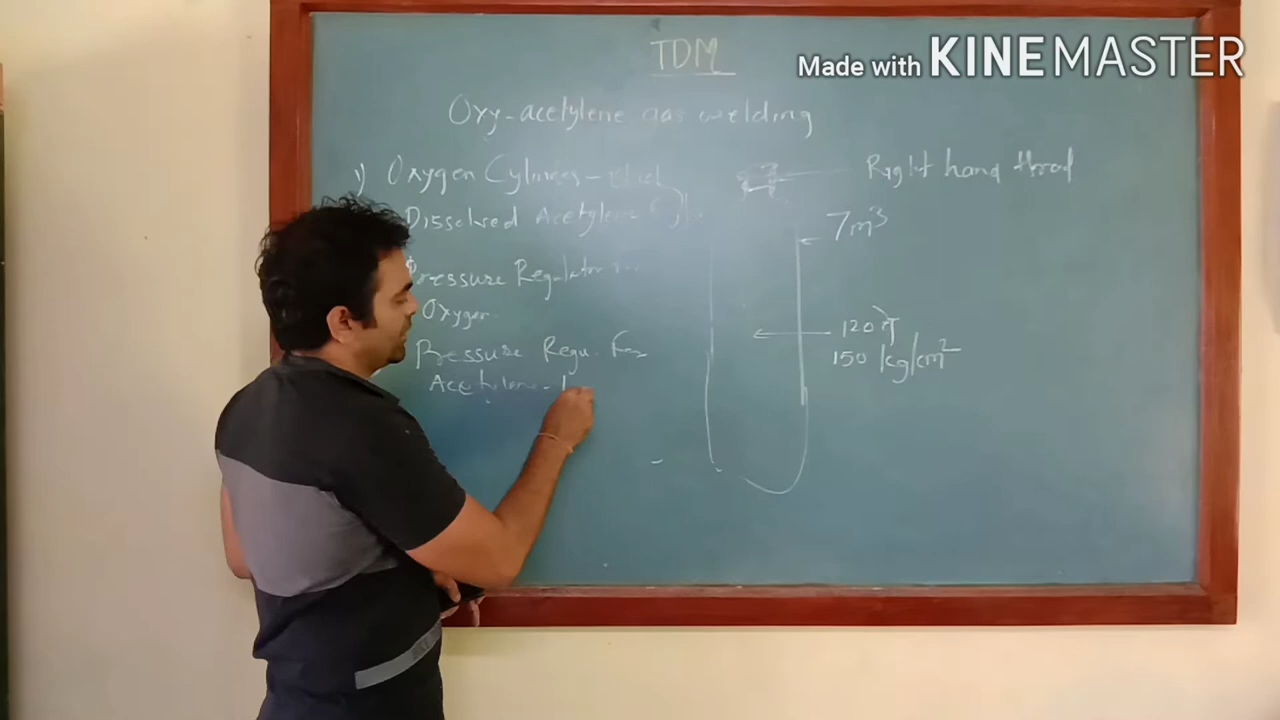 TDM
Made with KINEMASTER
Oxy-acetylene gas welding
1) Oxygen Cylinder -
Right hand thread
Dissolved Acetylene
7m³
Pressure Regulator
Oxygen
120
150 kg/cm²
Pressure Regu. For
Acetylene -